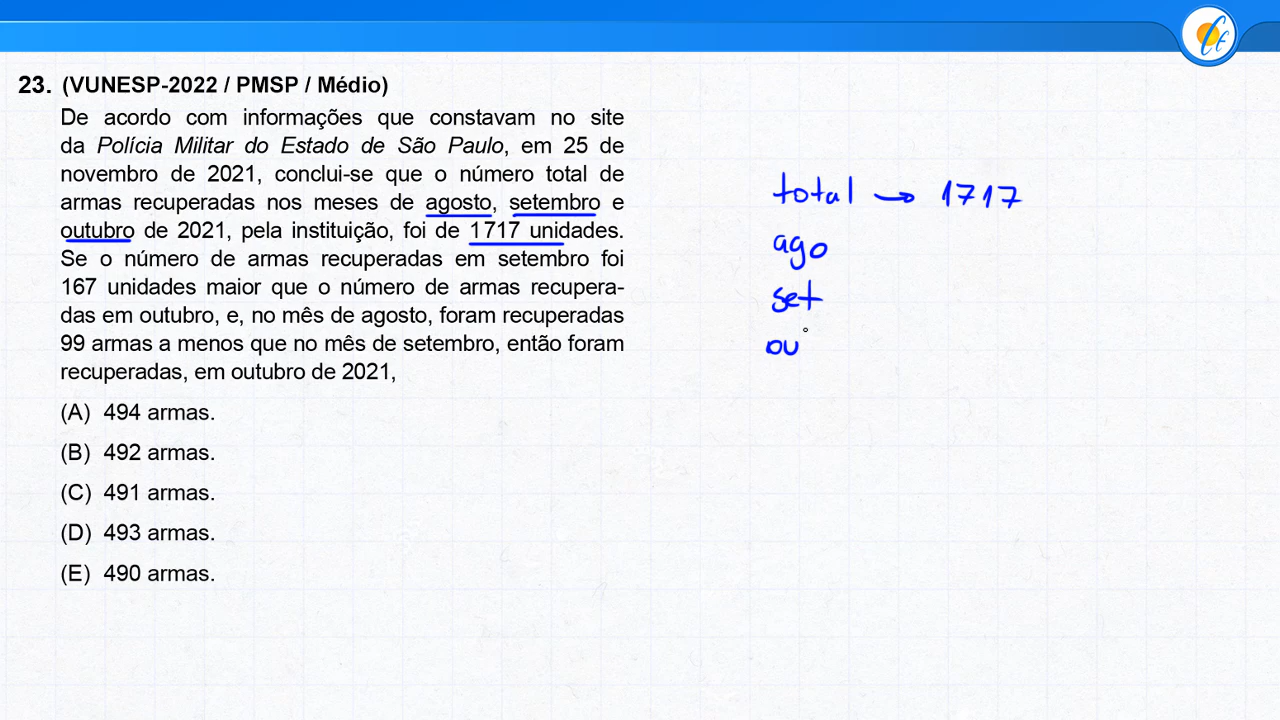 23. (VUNESP-2022 / PMSP / Médio)
De acordo com informações que constavam no site
da Polícia Militar do Estado de São Paulo, em 25 de
novembro de 2021, conclui-se que o número total de
armas recuperadas nos meses de agosto, setembro e
outubro de 2021, pela instituição, foi de 1717 unidades.
Se o número de armas recuperadas em setembro foi
167 unidades maior que o número de armas recupera-
das em outubro, e, no mês de agosto, foram recuperadas
99 armas a menos que no mês de setembro, então foram
recuperadas, em outubro de 2021,
(A) 494 armas.
(B) 492 armas.
(C) 491 armas.
(D) 493 armas.
(E) 490 armas.
total → 1717
ago
set
ou